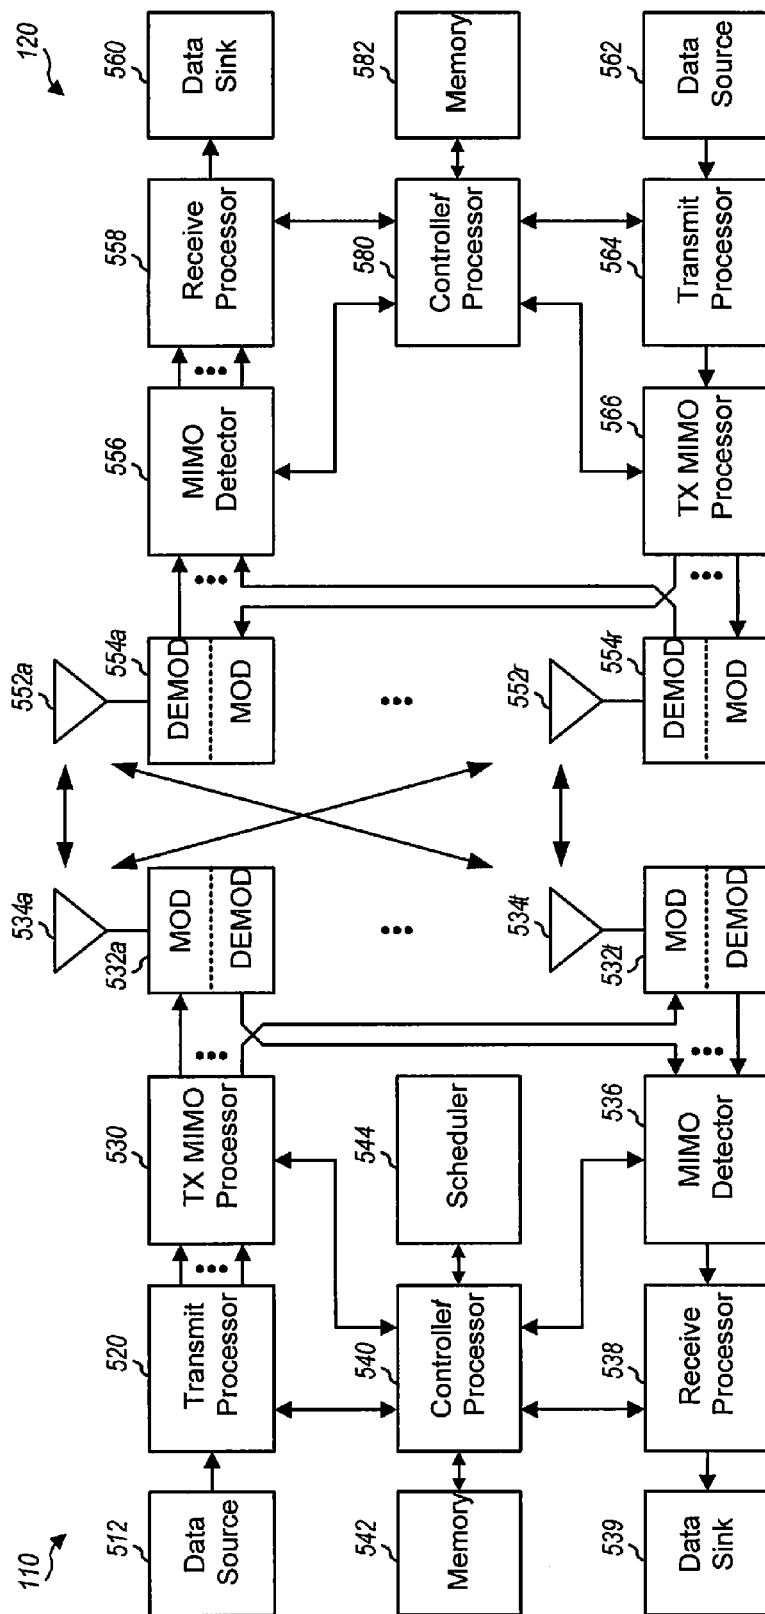 110
512
Data
Source
520
Transmit
Processor
530
TX MIMO
Processor
532a
MOD
DEMOD
534a
552a
554a
DEMOD
MOD
556
MIMO
Detector
558
Receive
Processor
560
Data
Sink
120
542
Memory
540
Controller/
Processor
544
Scheduler
580
Controller/
Processor
582
Memory
539
Data
Sink
538
Receive
Processor
536
MIMO
Detector
532t
MOD
DEMOD
534t
552r
554r
DEMOD
MOD
566
TX MIMO
Processor
564
Transmit
Processor
562
Data
Source